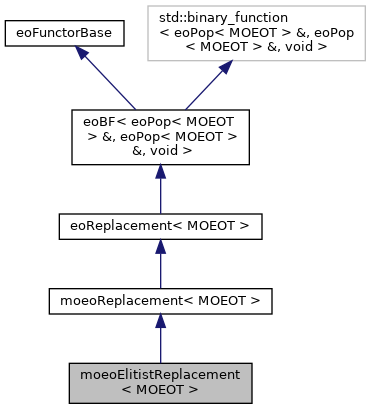 eoFunctorBase
std::binary_function
< eoPop< MOEOT > &, eoPop
< MOEOT > &, void >
eoBF< eoPop< MOEOT
> &, eoPop< MOEOT >
&, void >
eoReplacement< MOEOT >
moeoReplacement< MOEOT >
moeoElitistReplacement
< MOEOT >